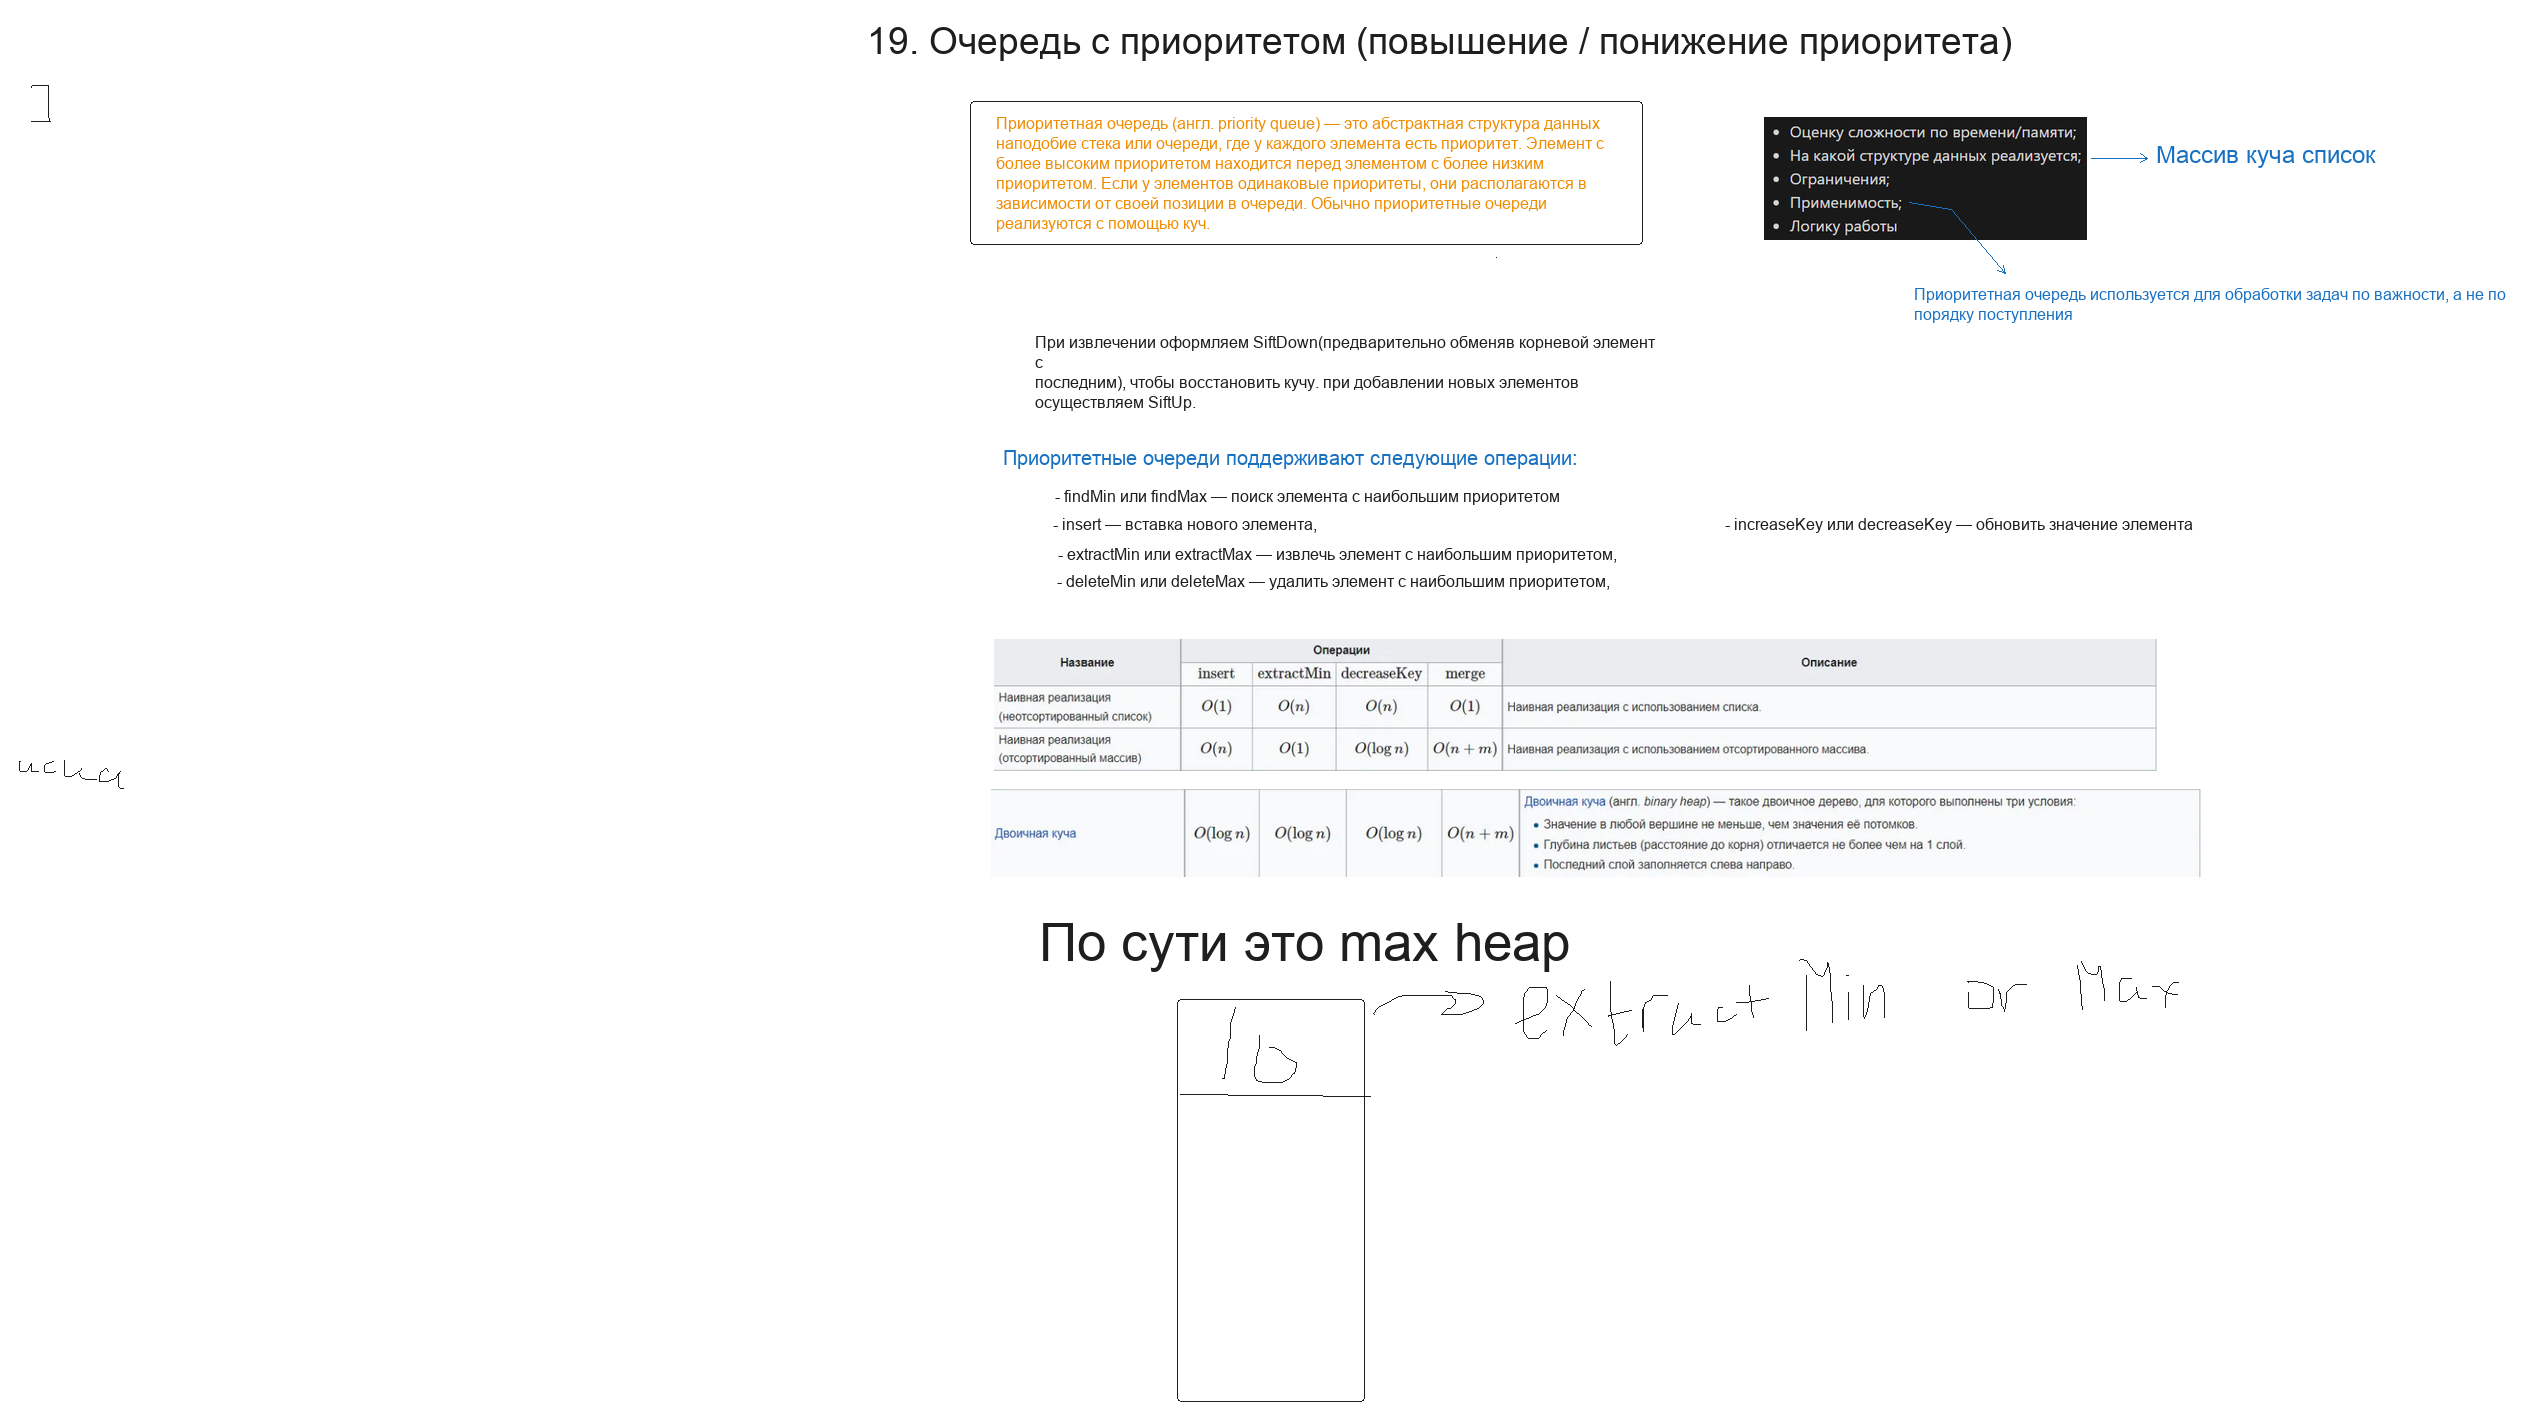 19. Очередь с приоритетом (повышение / понижение приоритета)
Приоритетная очередь (англ. priority queue) — это абстрактная структура данных
наподобие стека или очереди, где у каждого элемента есть приоритет. Элемент с
более высоким приоритетом находится перед элементом с более низким
приоритетом. Если у элементов одинаковые приоритеты, они располагаются в
зависимости от своей позиции в очереди. Обычно приоритетные очереди
реализуются с помощью куч.
• Оценку сложности по времени/памяти;
• На какой структуре данных реализуется;
• Ограничения;
• Применимость;
• Логику работы
Массив куча список
Приоритетная очередь используется для обработки задач по важности, а не по
порядку поступления
При извлечении оформляем SiftDown(предварительно обменяв корневой элемент
с
последним), чтобы восстановить кучу. при добавлении новых элементов
осуществляем SiftUp.
Приоритетные очереди поддерживают следующие операции:
- findMin или findMax — поиск элемента с наибольшим приоритетом
- insert — вставка нового элемента,
- increaseKey или decreaseKey — обновить значение элемента
- extractMin или extractMax — извлечь элемент с наибольшим приоритетом,
- deleteMin или deleteMax — удалить элемент с наибольшим приоритетом,
Название Операции Описание
insert extractMin decreaseKey merge
Наивная реализация
(неотсортированный список) O(1) O(n) O(n) O(1) Наивная реализация с использованием списка.
Наивная реализация
(отсортированный массив) O(n) O(1) O(log n) O(n + m) Наивная реализация с использованием отсортированного массива.
Двоичная куча O(log n) O(log n) O(log n) O(n + m)
Двоичная куча (англ. binary heap) — такое двоичное дерево, для которого выполнены три условия:
• Значение в любой вершине не меньше, чем значения её потомков.
• Глубина листьев (расстояние до корня) отличается не более чем на 1 слой.
• Последний слой заполняется слева направо.
По сути это max heap
extract Min or Max